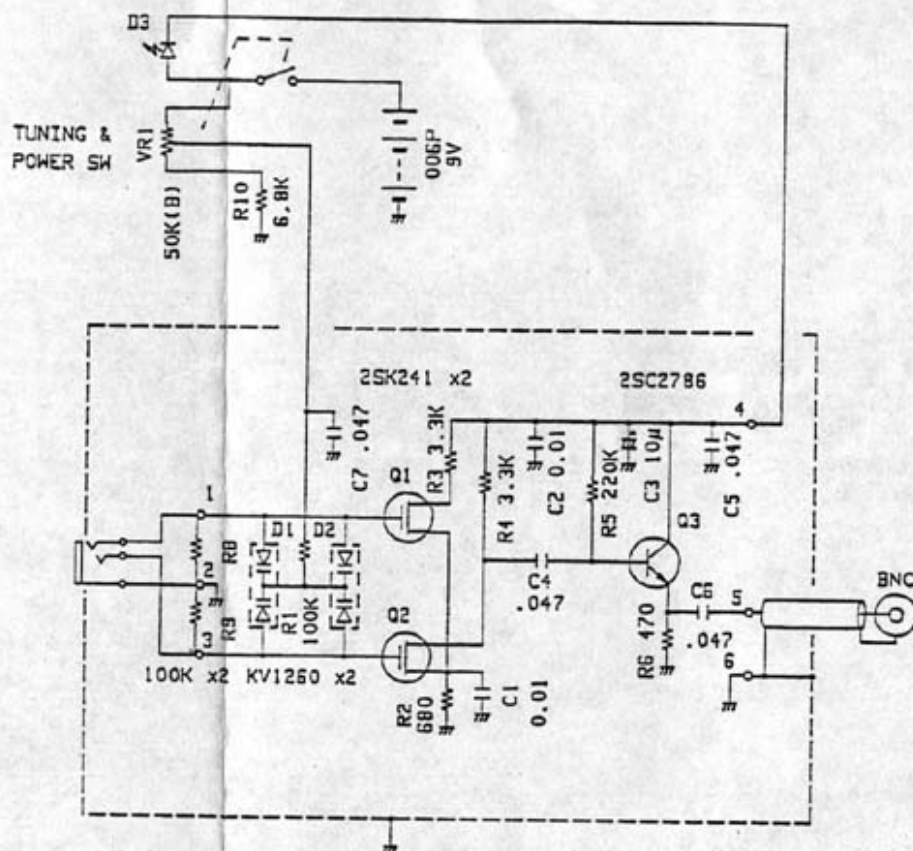 D3
TUNING &
POWER SW
VR1
50K(B)
R10
6,8K
006P
9V
2SK241 x2
2SC2786
C7 .047
R3 3.3K
R4 3.3K
C2 0.01
R5 220K
C3 10μ
C5 .047
4
Q1
Q3
1
D1
D2
R8
2
R9
3
R1
100K
Q2
C4
.047
C6
.047
5
BNC
6
R6 470
100K x2
KV1260 x2
R2
680
C1
0.01